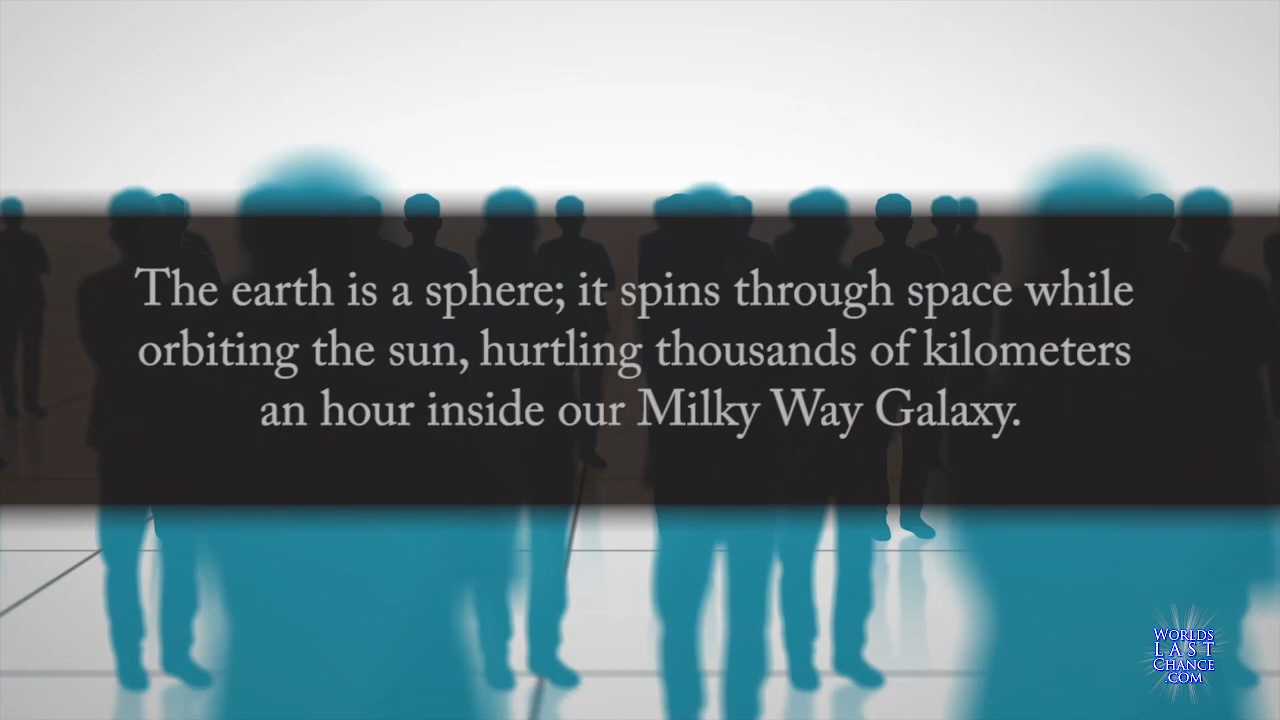 The earth is a sphere; it spins through space while
orbiting the sun, hurtling thousands of kilometers
an hour inside our Milky Way Galaxy.
WORLDS
LAST
CHANCE
.COM